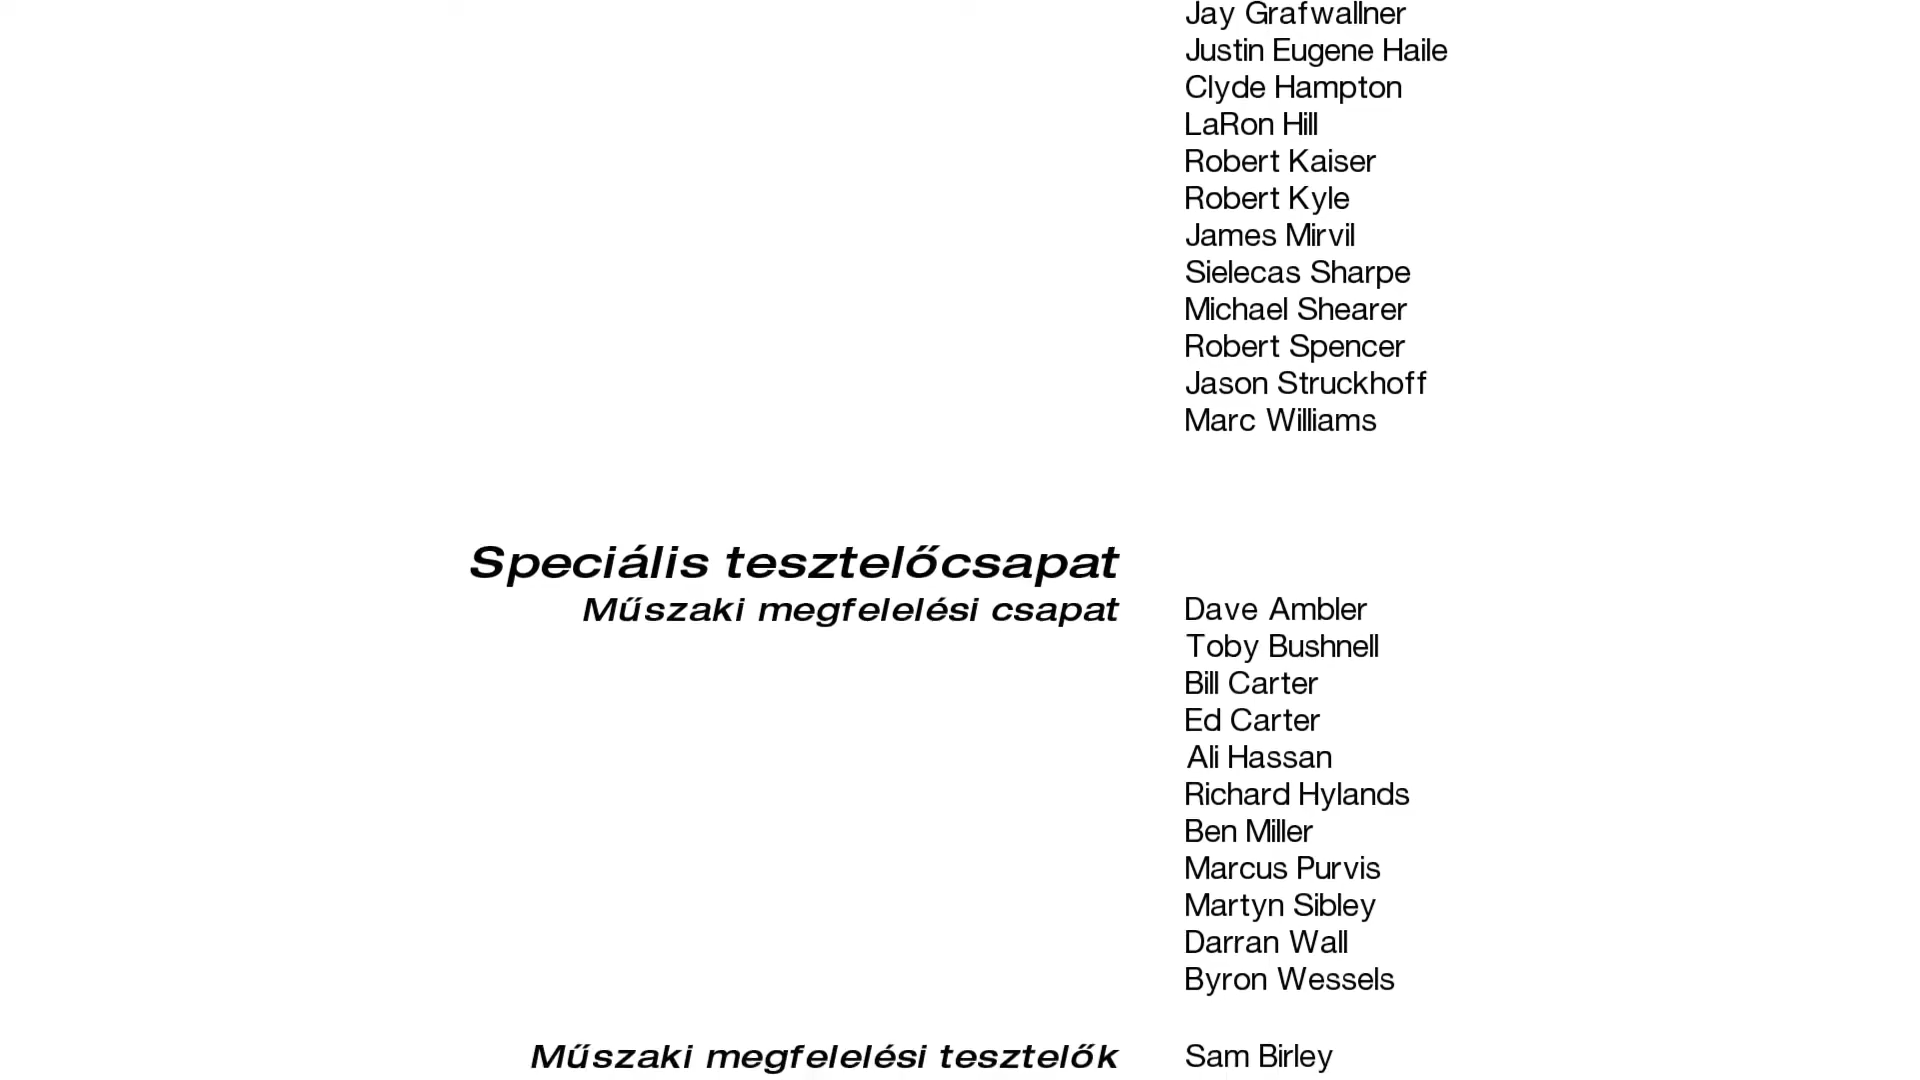 Jay Grafwallner
Justin Eugene Haile
Clyde Hampton
LaRon Hill
Robert Kaiser
Robert Kyle
James Mirvil
Sielecas Sharpe
Michael Shearer
Robert Spencer
Jason Struckhoff
Marc Williams
Speciális tesztelőcsapat
Műszaki megfelelési csapat Dave Ambler
Toby Bushnell
Bill Carter
Ed Carter
Ali Hassan
Richard Hylands
Ben Miller
Marcus Purvis
Martyn Sibley
Darran Wall
Byron Wessels
Műszaki megfelelési tesztelők Sam Birley